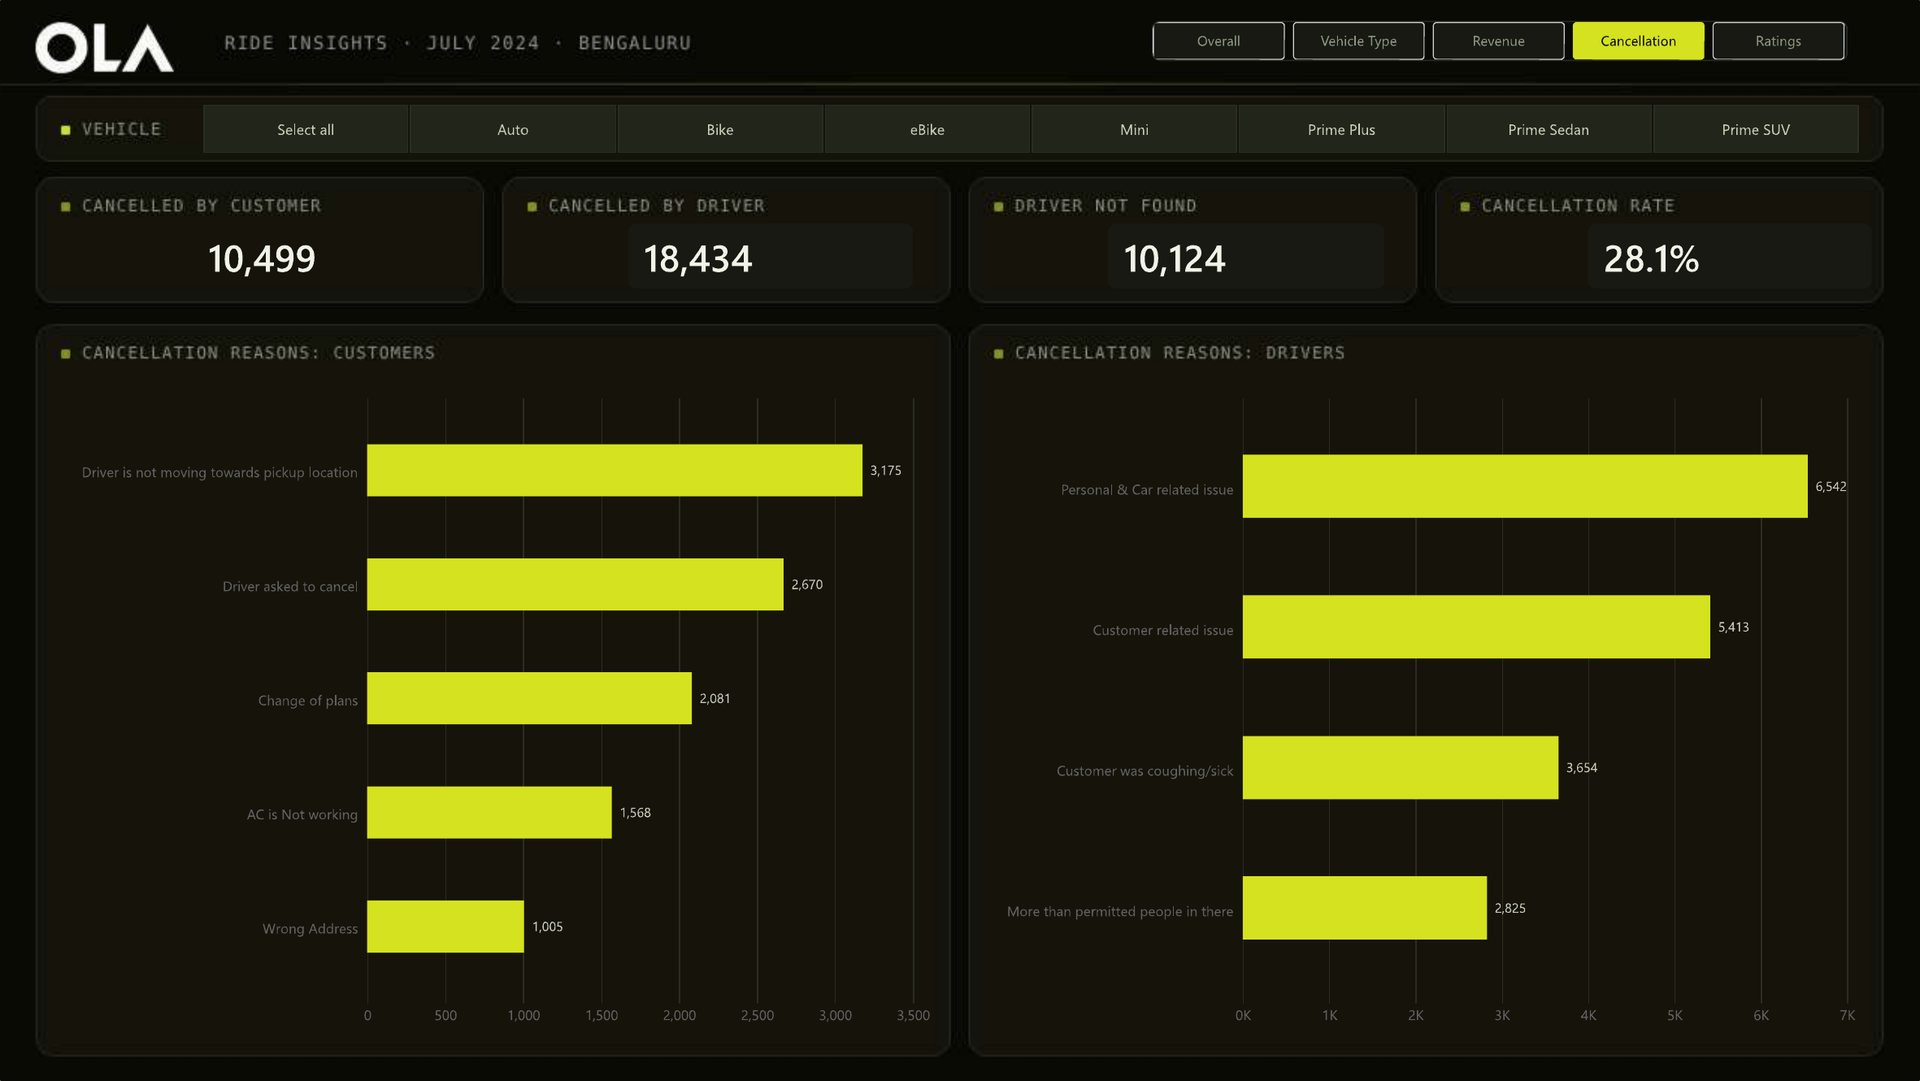 OLA
RIDE INSIGHTS · JULY 2024 · BENGALURU
Overall
Vehicle Type
Revenue
Cancellation
Ratings
VEHICLE
Select all
Auto
Bike
eBike
Mini
Prime Plus
Prime Sedan
Prime SUV
CANCELLED BY CUSTOMER
10,499
CANCELLED BY DRIVER
18,434
DRIVER NOT FOUND
10,124
CANCELLATION RATE
28.1%
CANCELLATION REASONS: CUSTOMERS
Driver is not moving towards pickup location
3,175
Driver asked to cancel
2,670
Change of plans
2,081
AC is Not working
1,568
Wrong Address
1,005
0 500 1,000 1,500 2,000 2,500 3,000 3,500
CANCELLATION REASONS: DRIVERS
Personal & Car related issue
6,542
Customer related issue
5,413
Customer was coughing/sick
3,654
More than permitted people in there
2,825
0K 1K 2K 3K 4K 5K 6K 7K